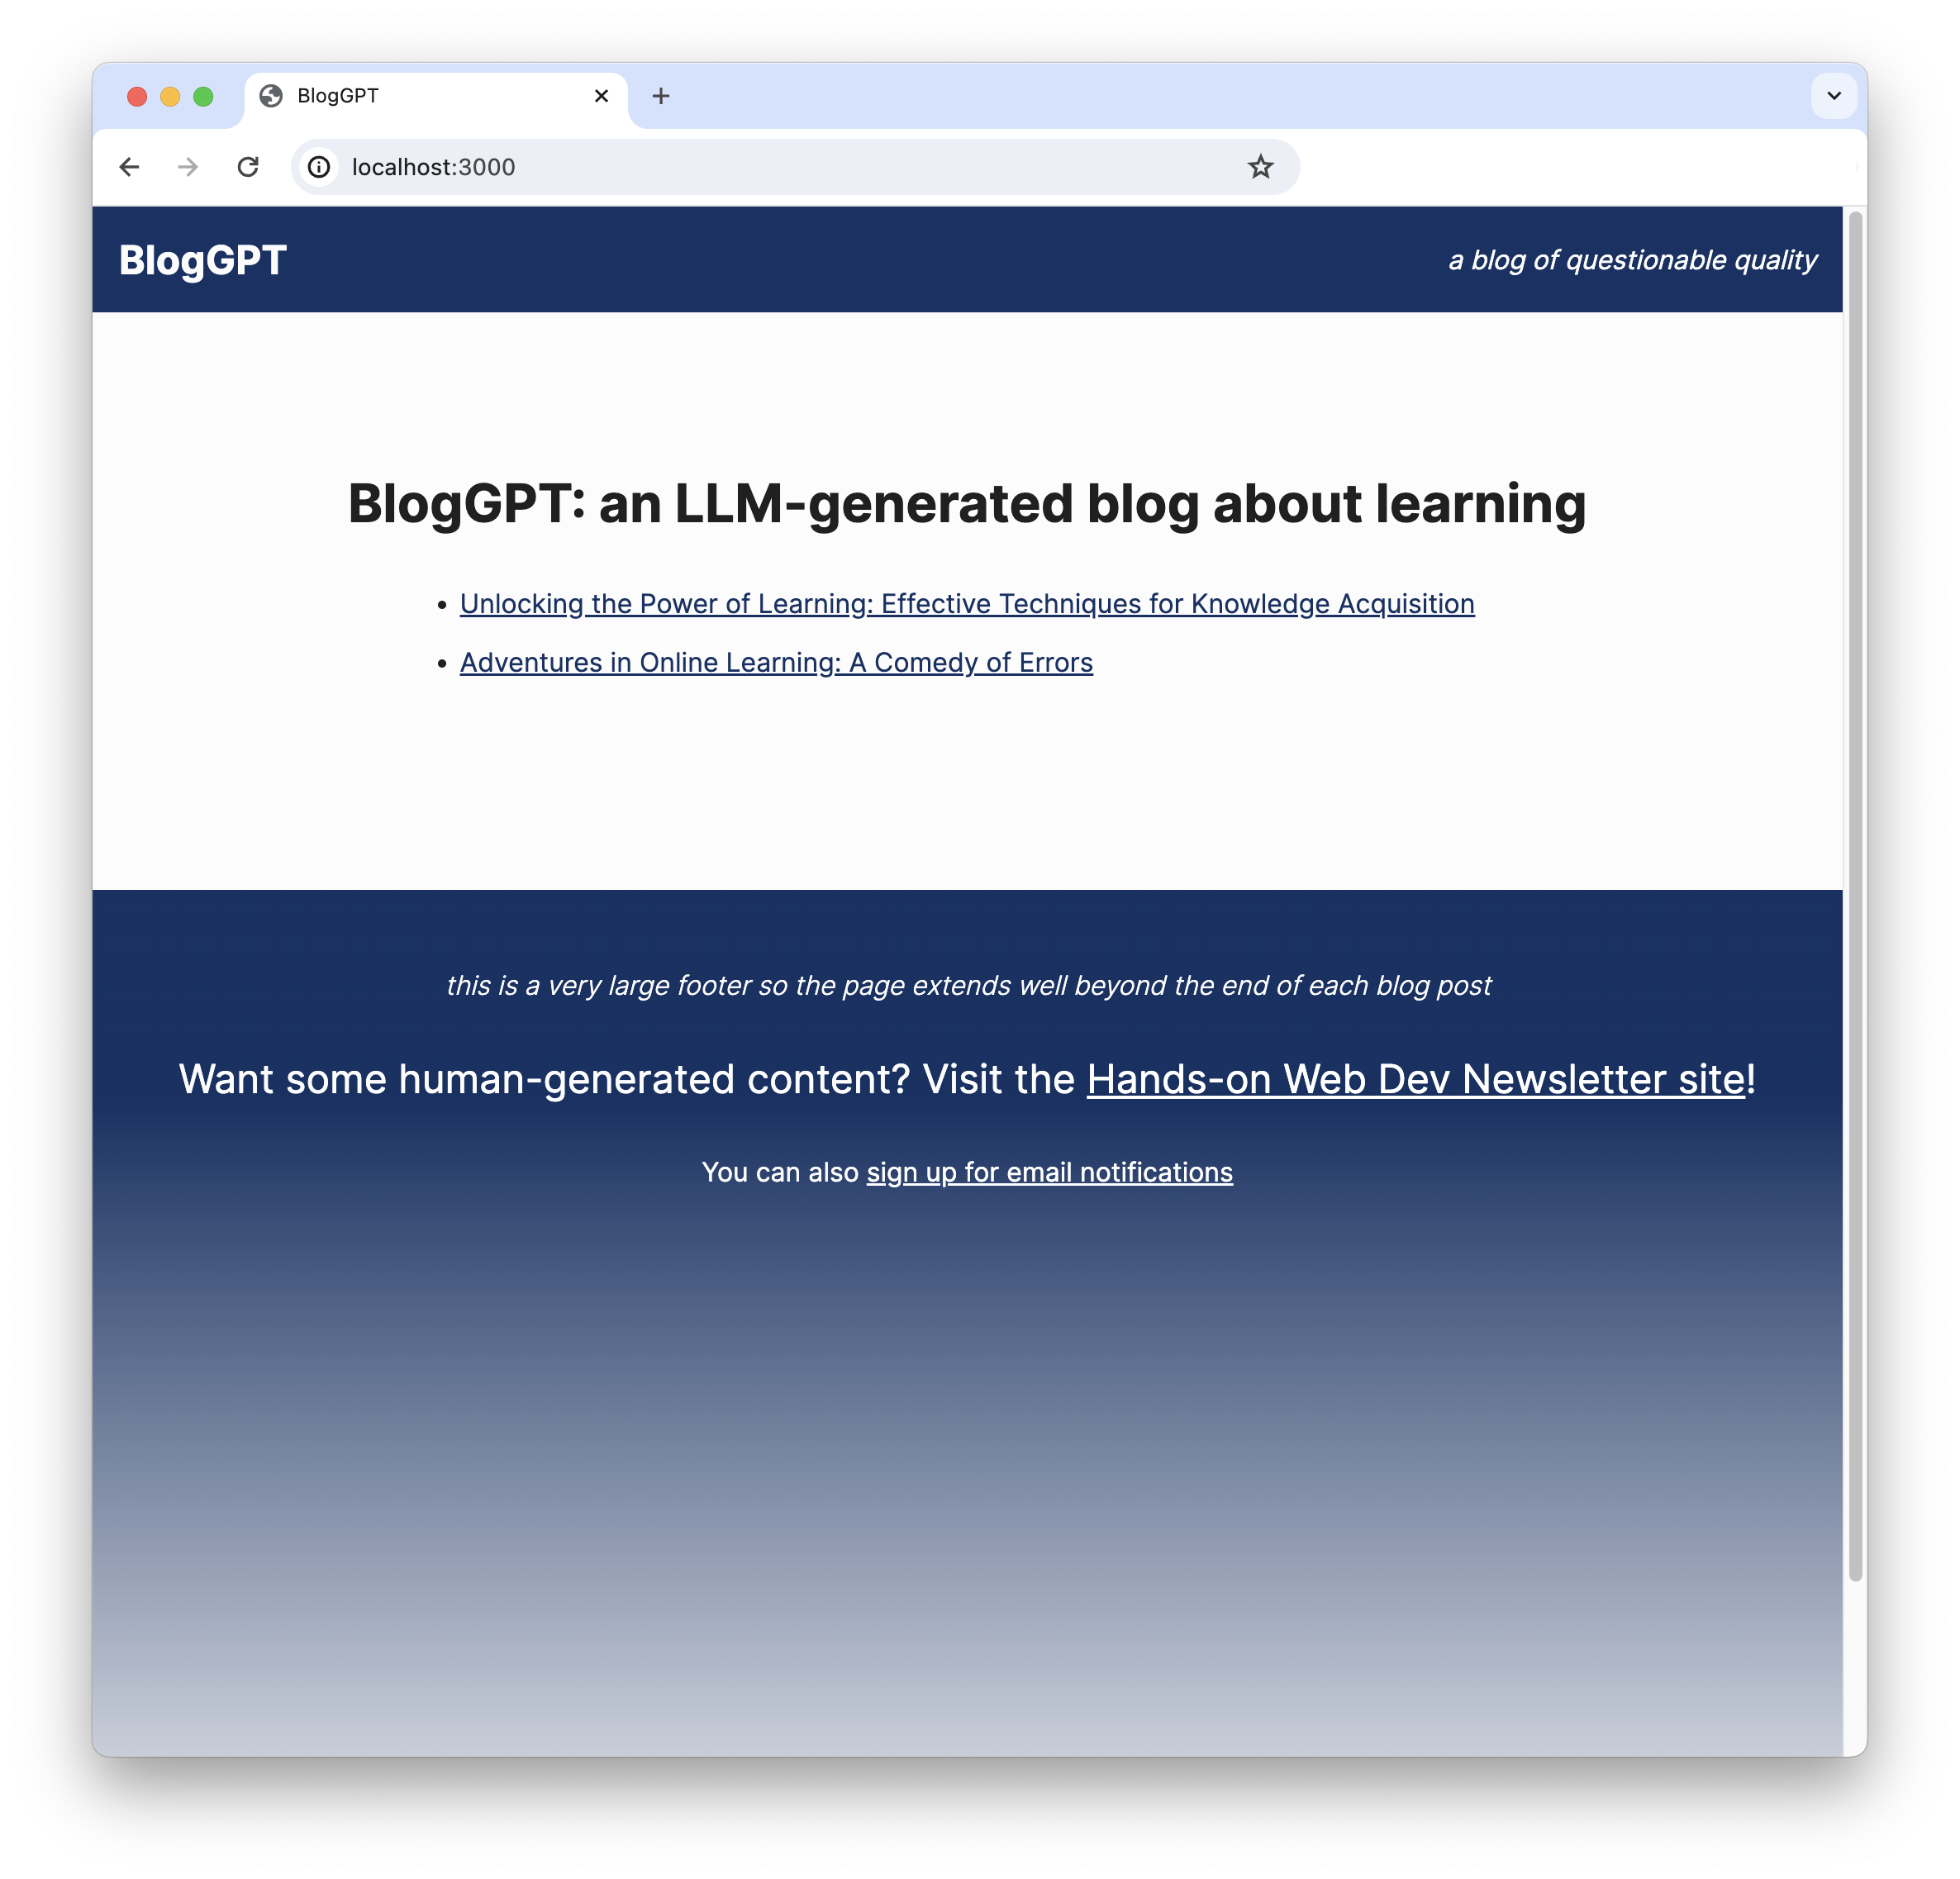 BlogGPT
localhost:3000
BlogGPT
a blog of questionable quality
BlogGPT: an LLM-generated blog about learning
Unlocking the Power of Learning: Effective Techniques for Knowledge Acquisition
Adventures in Online Learning: A Comedy of Errors
this is a very large footer so the page extends well beyond the end of each blog post
Want some human-generated content? Visit the Hands-on Web Dev Newsletter site!
You can also sign up for email notifications